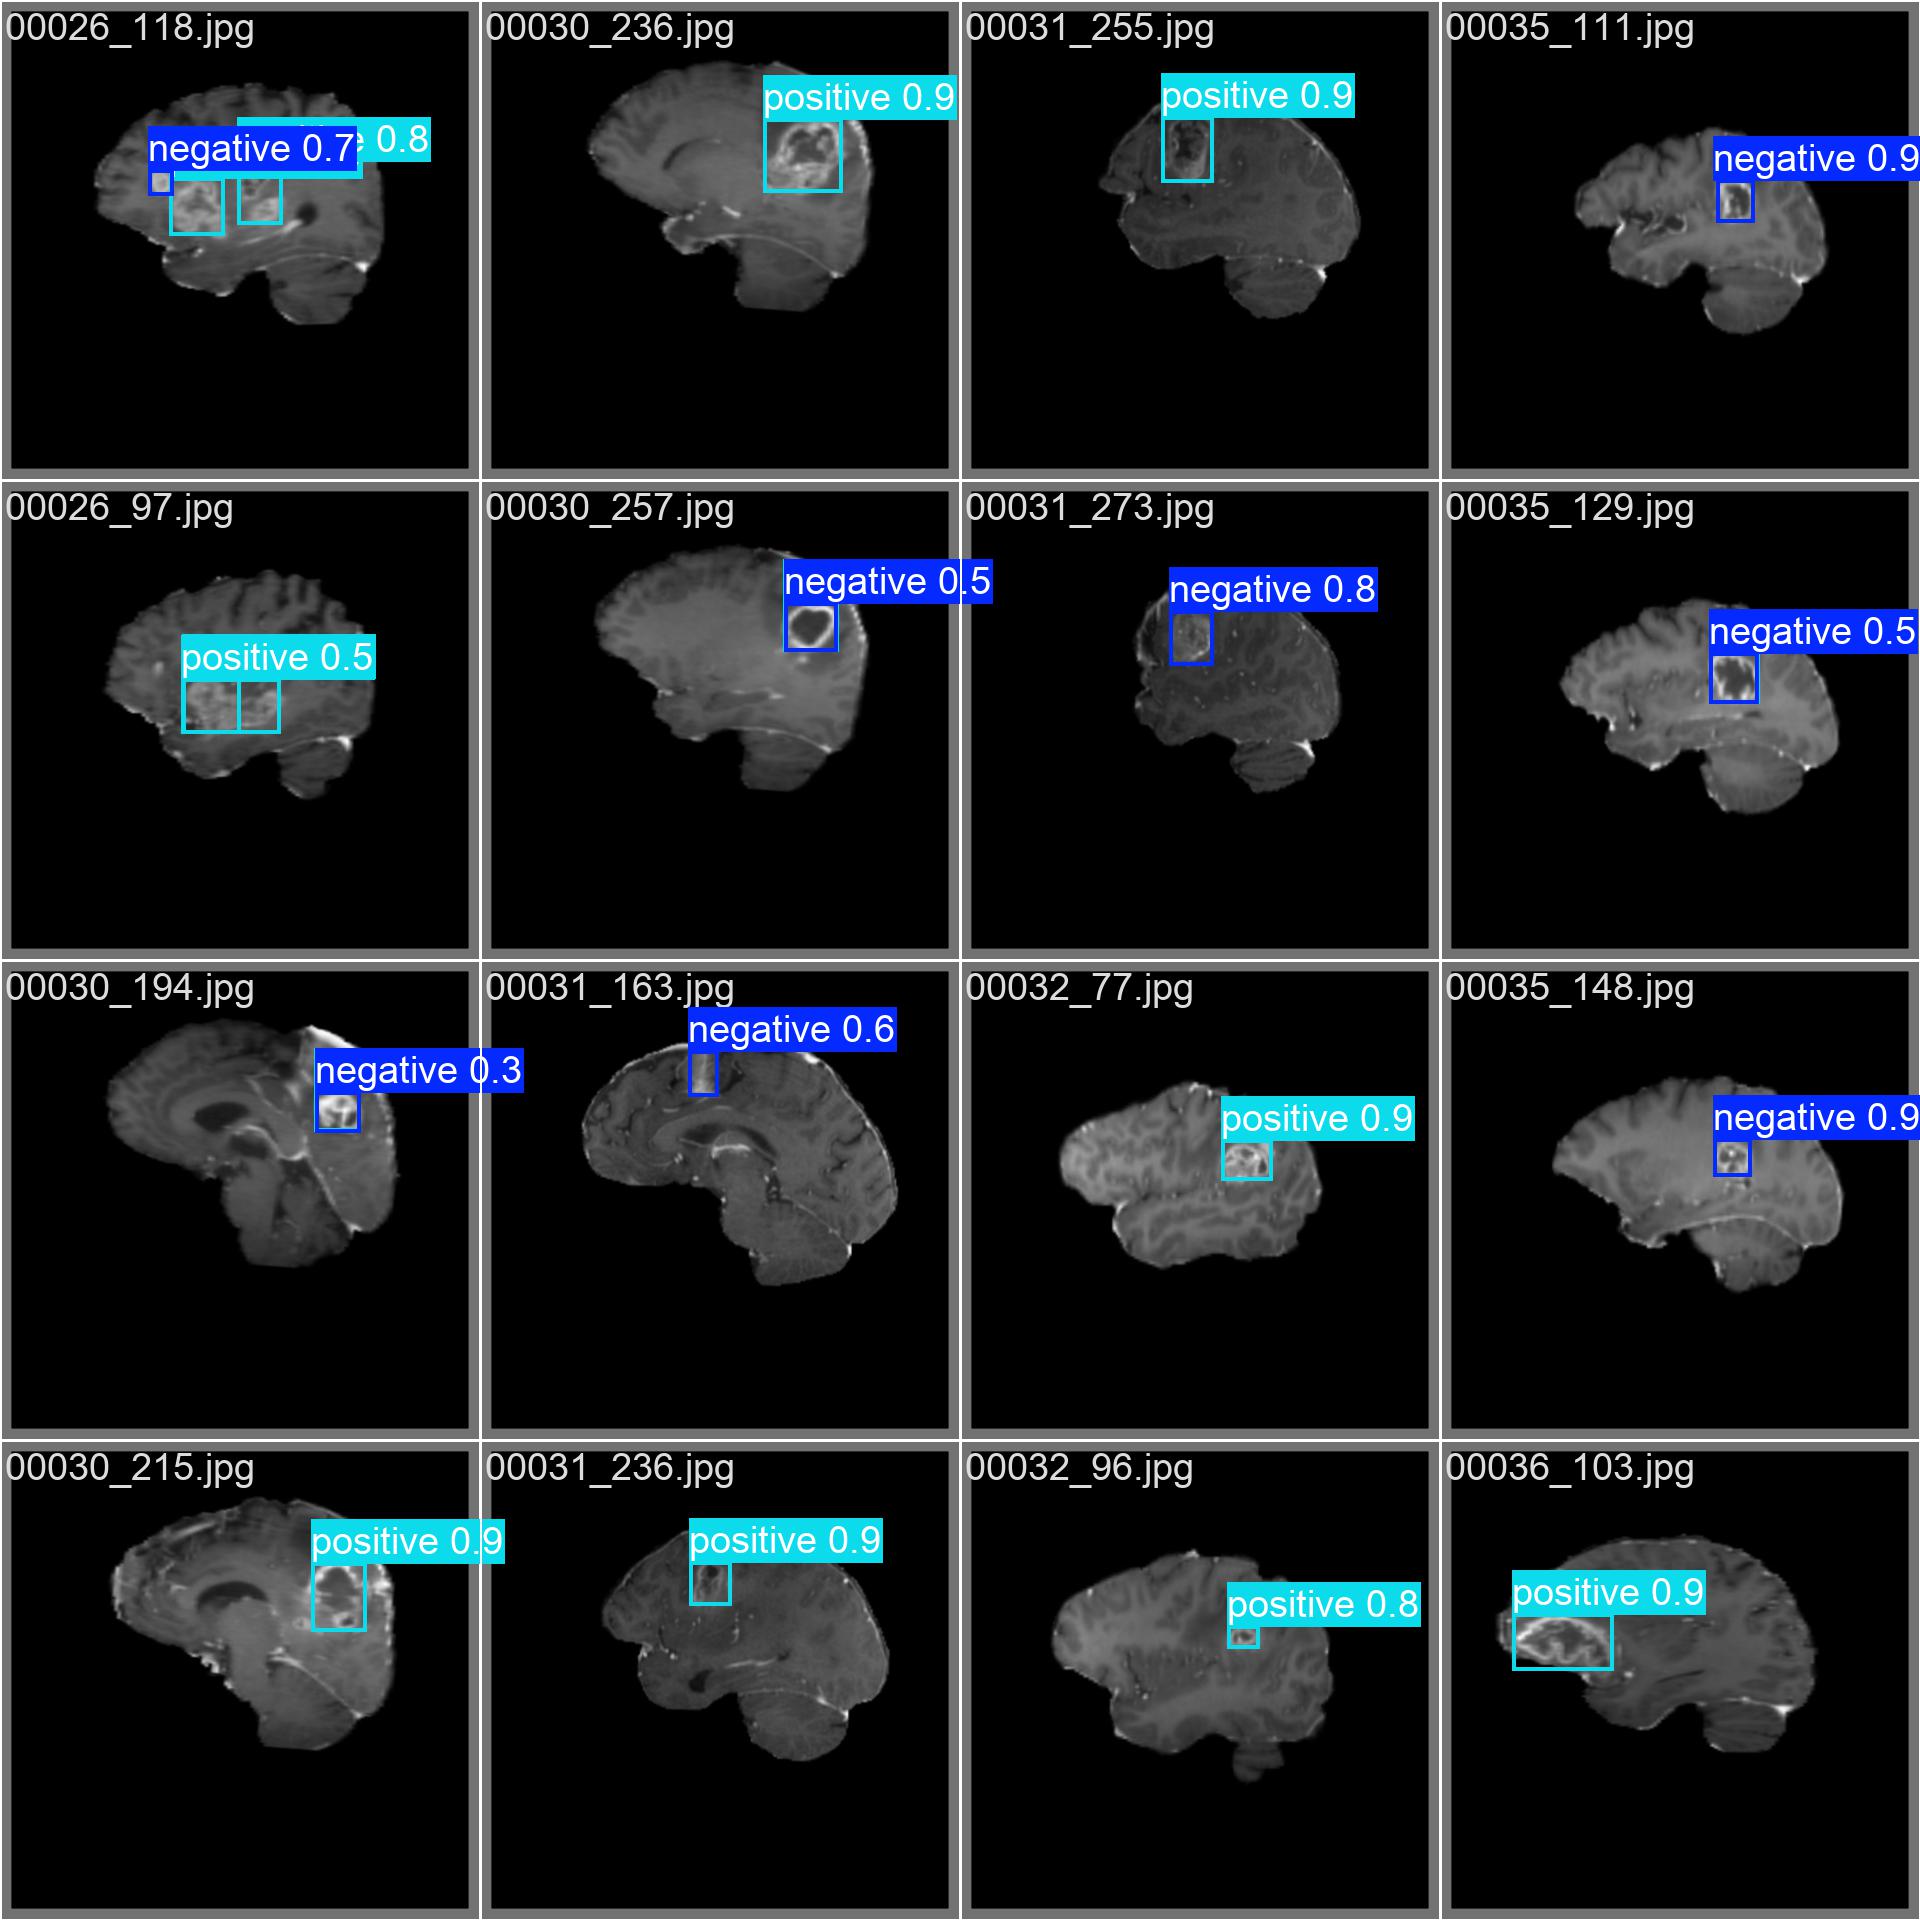 00026_118.jpg
negative 0.7
e 0.8
00030_236.jpg
positive 0.9
00031_255.jpg
positive 0.9
00035_111.jpg
negative 0.9
00026_97.jpg
positive 0.5
00030_257.jpg
negative 0.5
00031_273.jpg
negative 0.8
00035_129.jpg
negative 0.5
00030_194.jpg
negative 0.3
00031_163.jpg
negative 0.6
00032_77.jpg
positive 0.9
00035_148.jpg
negative 0.9
00030_215.jpg
positive 0.9
00031_236.jpg
positive 0.9
00032_96.jpg
positive 0.8
00036_103.jpg
positive 0.9